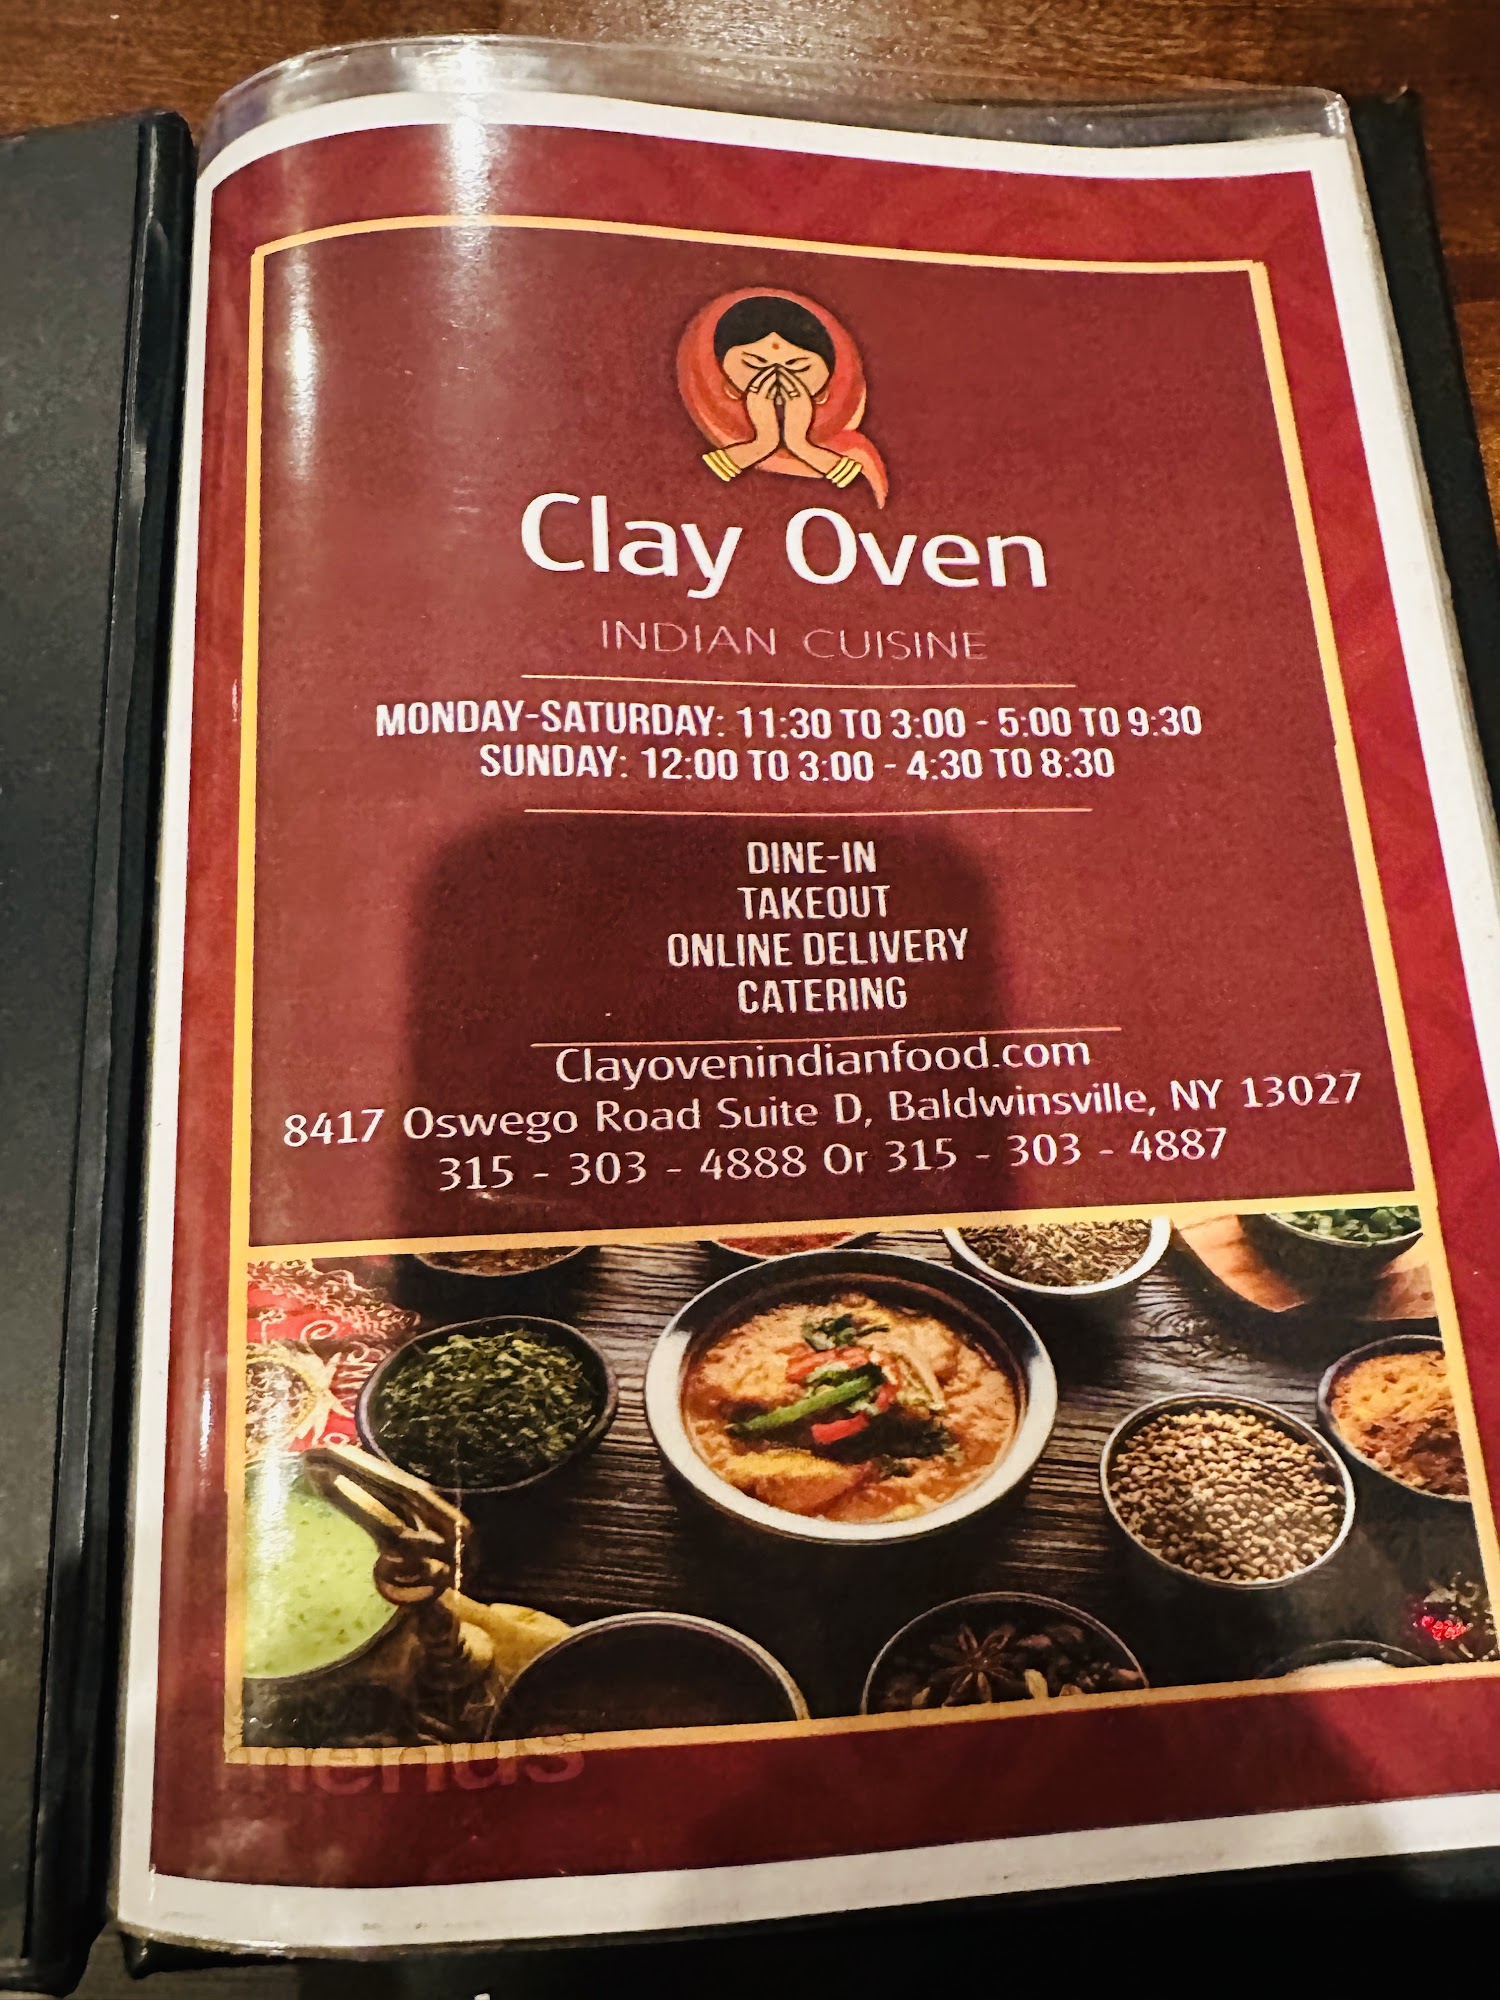 Clay Oven
INDIAN CUISINE
MONDAY-SATURDAY: 11:30 TO 3:00 - 5:00 TO 9:30
SUNDAY: 12:00 TO 3:00 - 4:30 TO 8:30
DINE-IN
TAKEOUT
ONLINE DELIVERY
CATERING
Clayovenindianfood.com
8417 Oswego Road Suite D, Baldwinsville, NY 13027
315 - 303 - 4888 Or 315 - 303 - 4887
menus